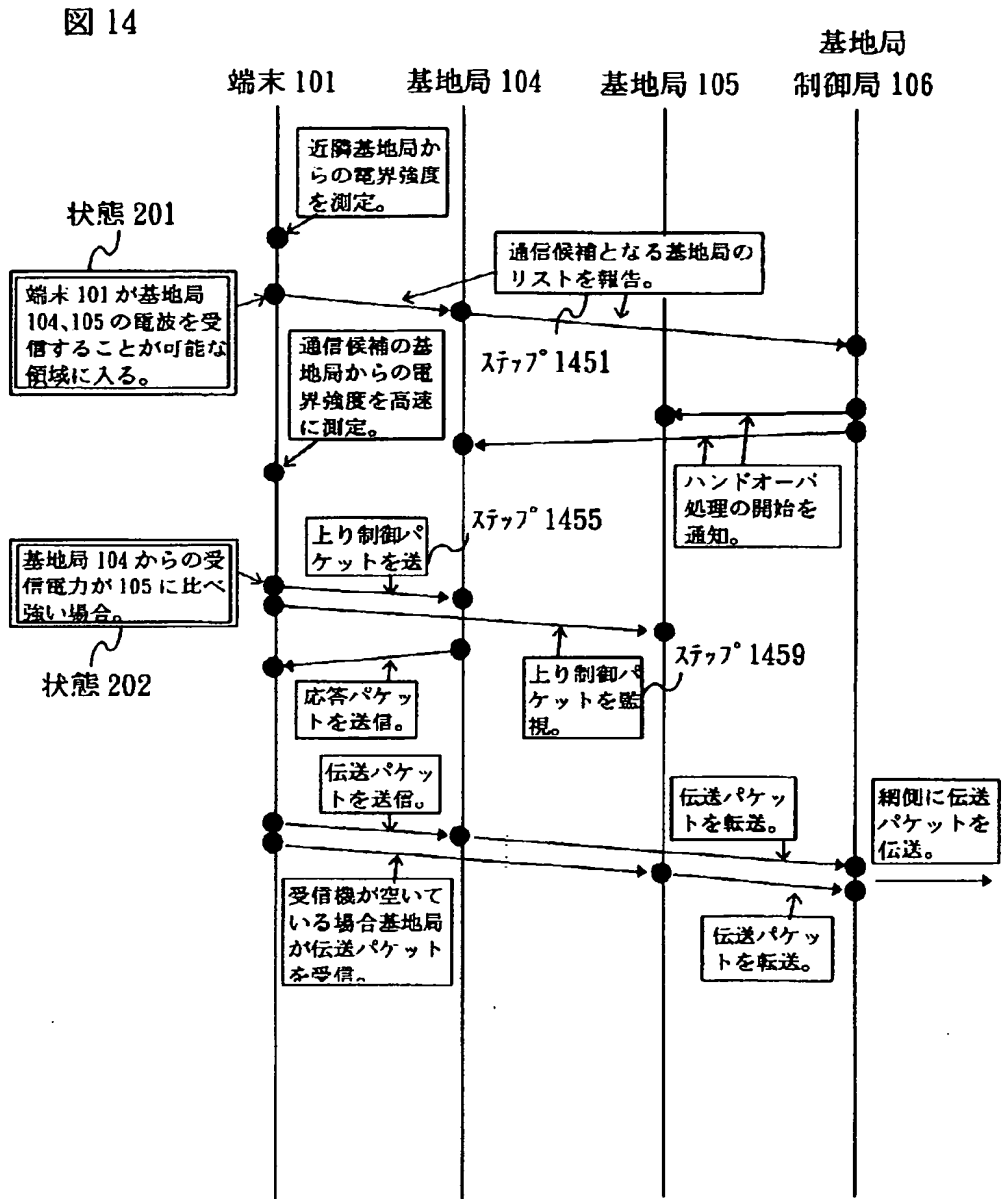 図 14
端末 101
基地局 104
基地局 105
基地局
制御局 106
近隣基地局か
らの電界強度
を測定。
状態 201
端末 101 が基地局
104、105 の電波を受
信することが可能な
領域に入る。
通信候補となる基地局の
リストを報告。
ステップ 1451
通信候補の基
地局からの電
界強度を高速
に測定。
ハンドオーバ
処理の開始を
通知。
ステップ 1455
上り制御パ
ケットを送
基地局 104 からの受
信電力が 105 に比べ
強い場合。
状態 202
ステップ 1459
上り制御パ
ケットを監
視。
応答パケッ
トを送信。
伝送パケッ
トを送信。
伝送パケッ
トを転送。
網側に伝送
パケットを
伝送。
受信機が空いて
いる場合基地局
が伝送パケット
を受信。
伝送パケッ
トを転送。